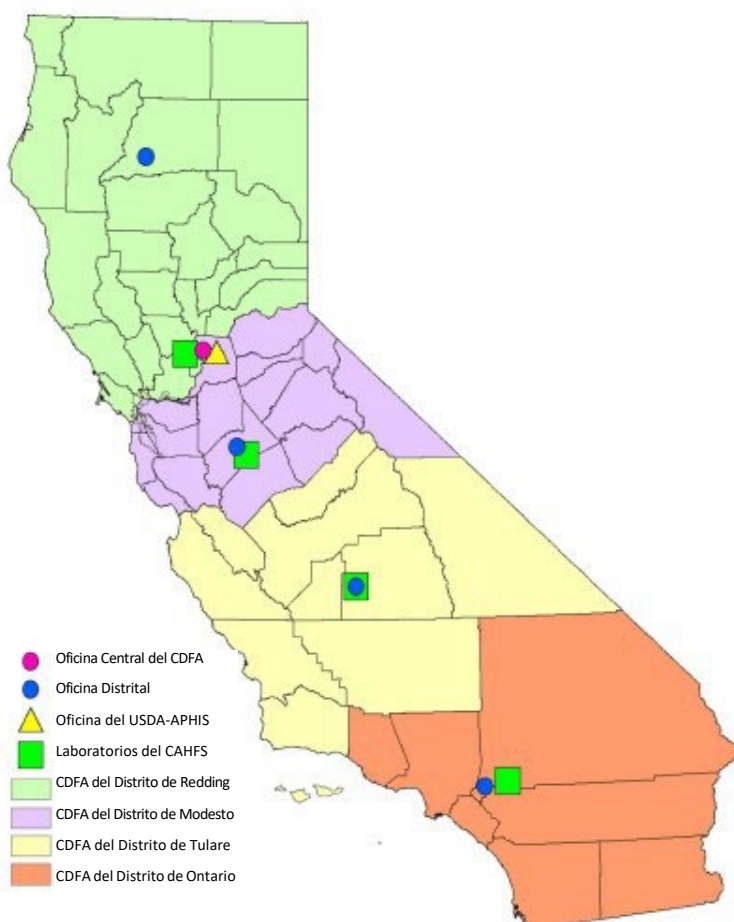 Oficina Central del CDFA
Oficina Distrital
Oficina del USDA-APHIS
Laboratorios del CAHFS
CDFA del Distrito de Redding
CDFA del Distrito de Modesto
CDFA del Distrito de Tulare
CDFA del Distrito de Ontario